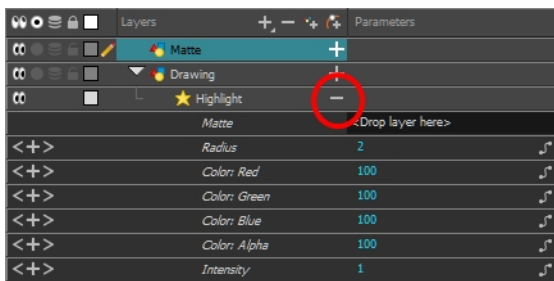 Layers Parameters
Matte
Drawing
Highlight
Matte <Drop layer here>
Radius 2
Color: Red 100
Color: Green 100
Color: Blue 100
Color: Alpha 100
Intensity 1